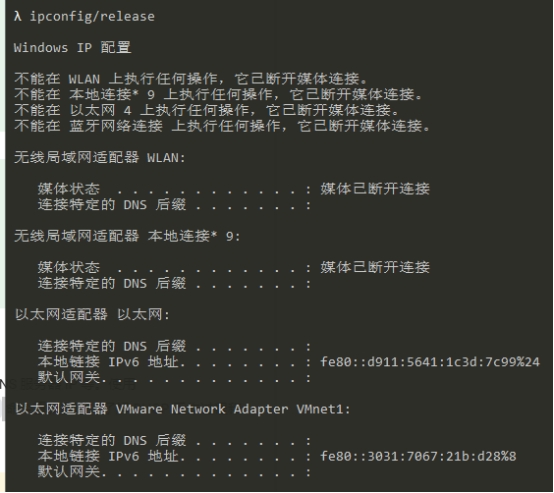 λ ipconfig/release
Windows IP 配置
不能在 WLAN 上执行任何操作，它已断开媒体连接。
不能在 本地连接* 9 上执行任何操作，它已断开媒体连接。
不能在 以太网 4 上执行任何操作，它已断开媒体连接。
不能在 蓝牙网络连接 上执行任何操作，它已断开媒体连接。
无线局域网适配器 WLAN:
媒体状态 . . . . . . . . . . . . : 媒体已断开连接
连接特定的 DNS 后缀 . . . . . . . :
无线局域网适配器 本地连接* 9:
媒体状态 . . . . . . . . . . . . : 媒体已断开连接
连接特定的 DNS 后缀 . . . . . . . :
以太网适配器 以太网:
连接特定的 DNS 后缀 . . . . . . . :
本地链接 IPv6 地址. . . . . . . . : fe80::d911:5641:1c3d:7c99%24
默认网关. . . . . . . . . . . . . :
以太网适配器 VMware Network Adapter VMnet1:
连接特定的 DNS 后缀 . . . . . . . :
本地链接 IPv6 地址. . . . . . . . : fe80::3031:7067:21b:d28%8
默认网关. . . . . . . . . . . . . :